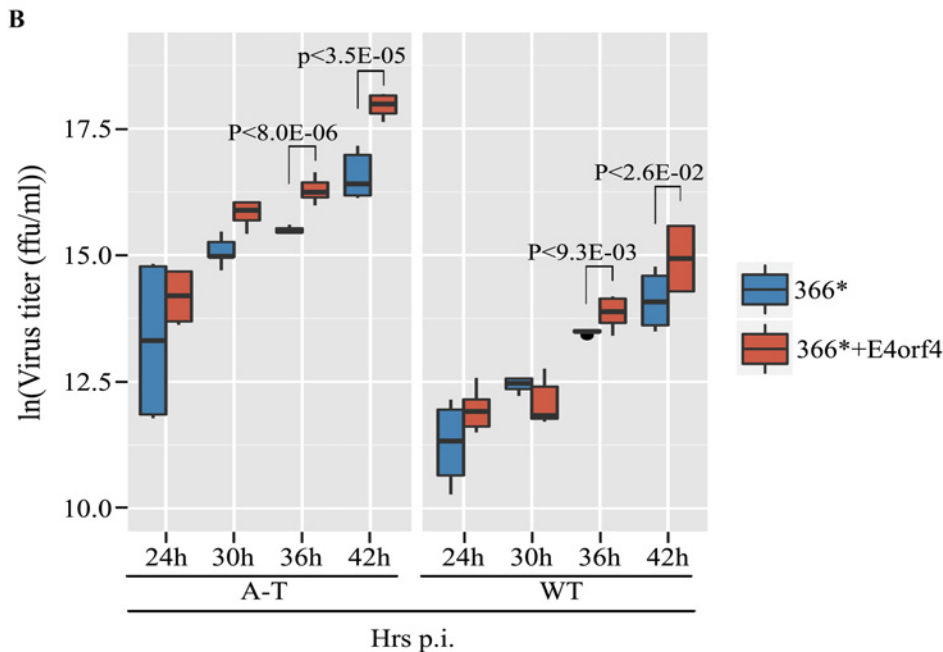 B
p<3.5E-05
P<8.0E-06
P<2.6E-02
P<9.3E-03
ln(Virus titer (ffu/ml))
17.5
15.0
12.5
10.0
366*
366*+E4orf4
24h 30h 36h 42h 24h 30h 36h 42h
A-T WT
Hrs p.i.